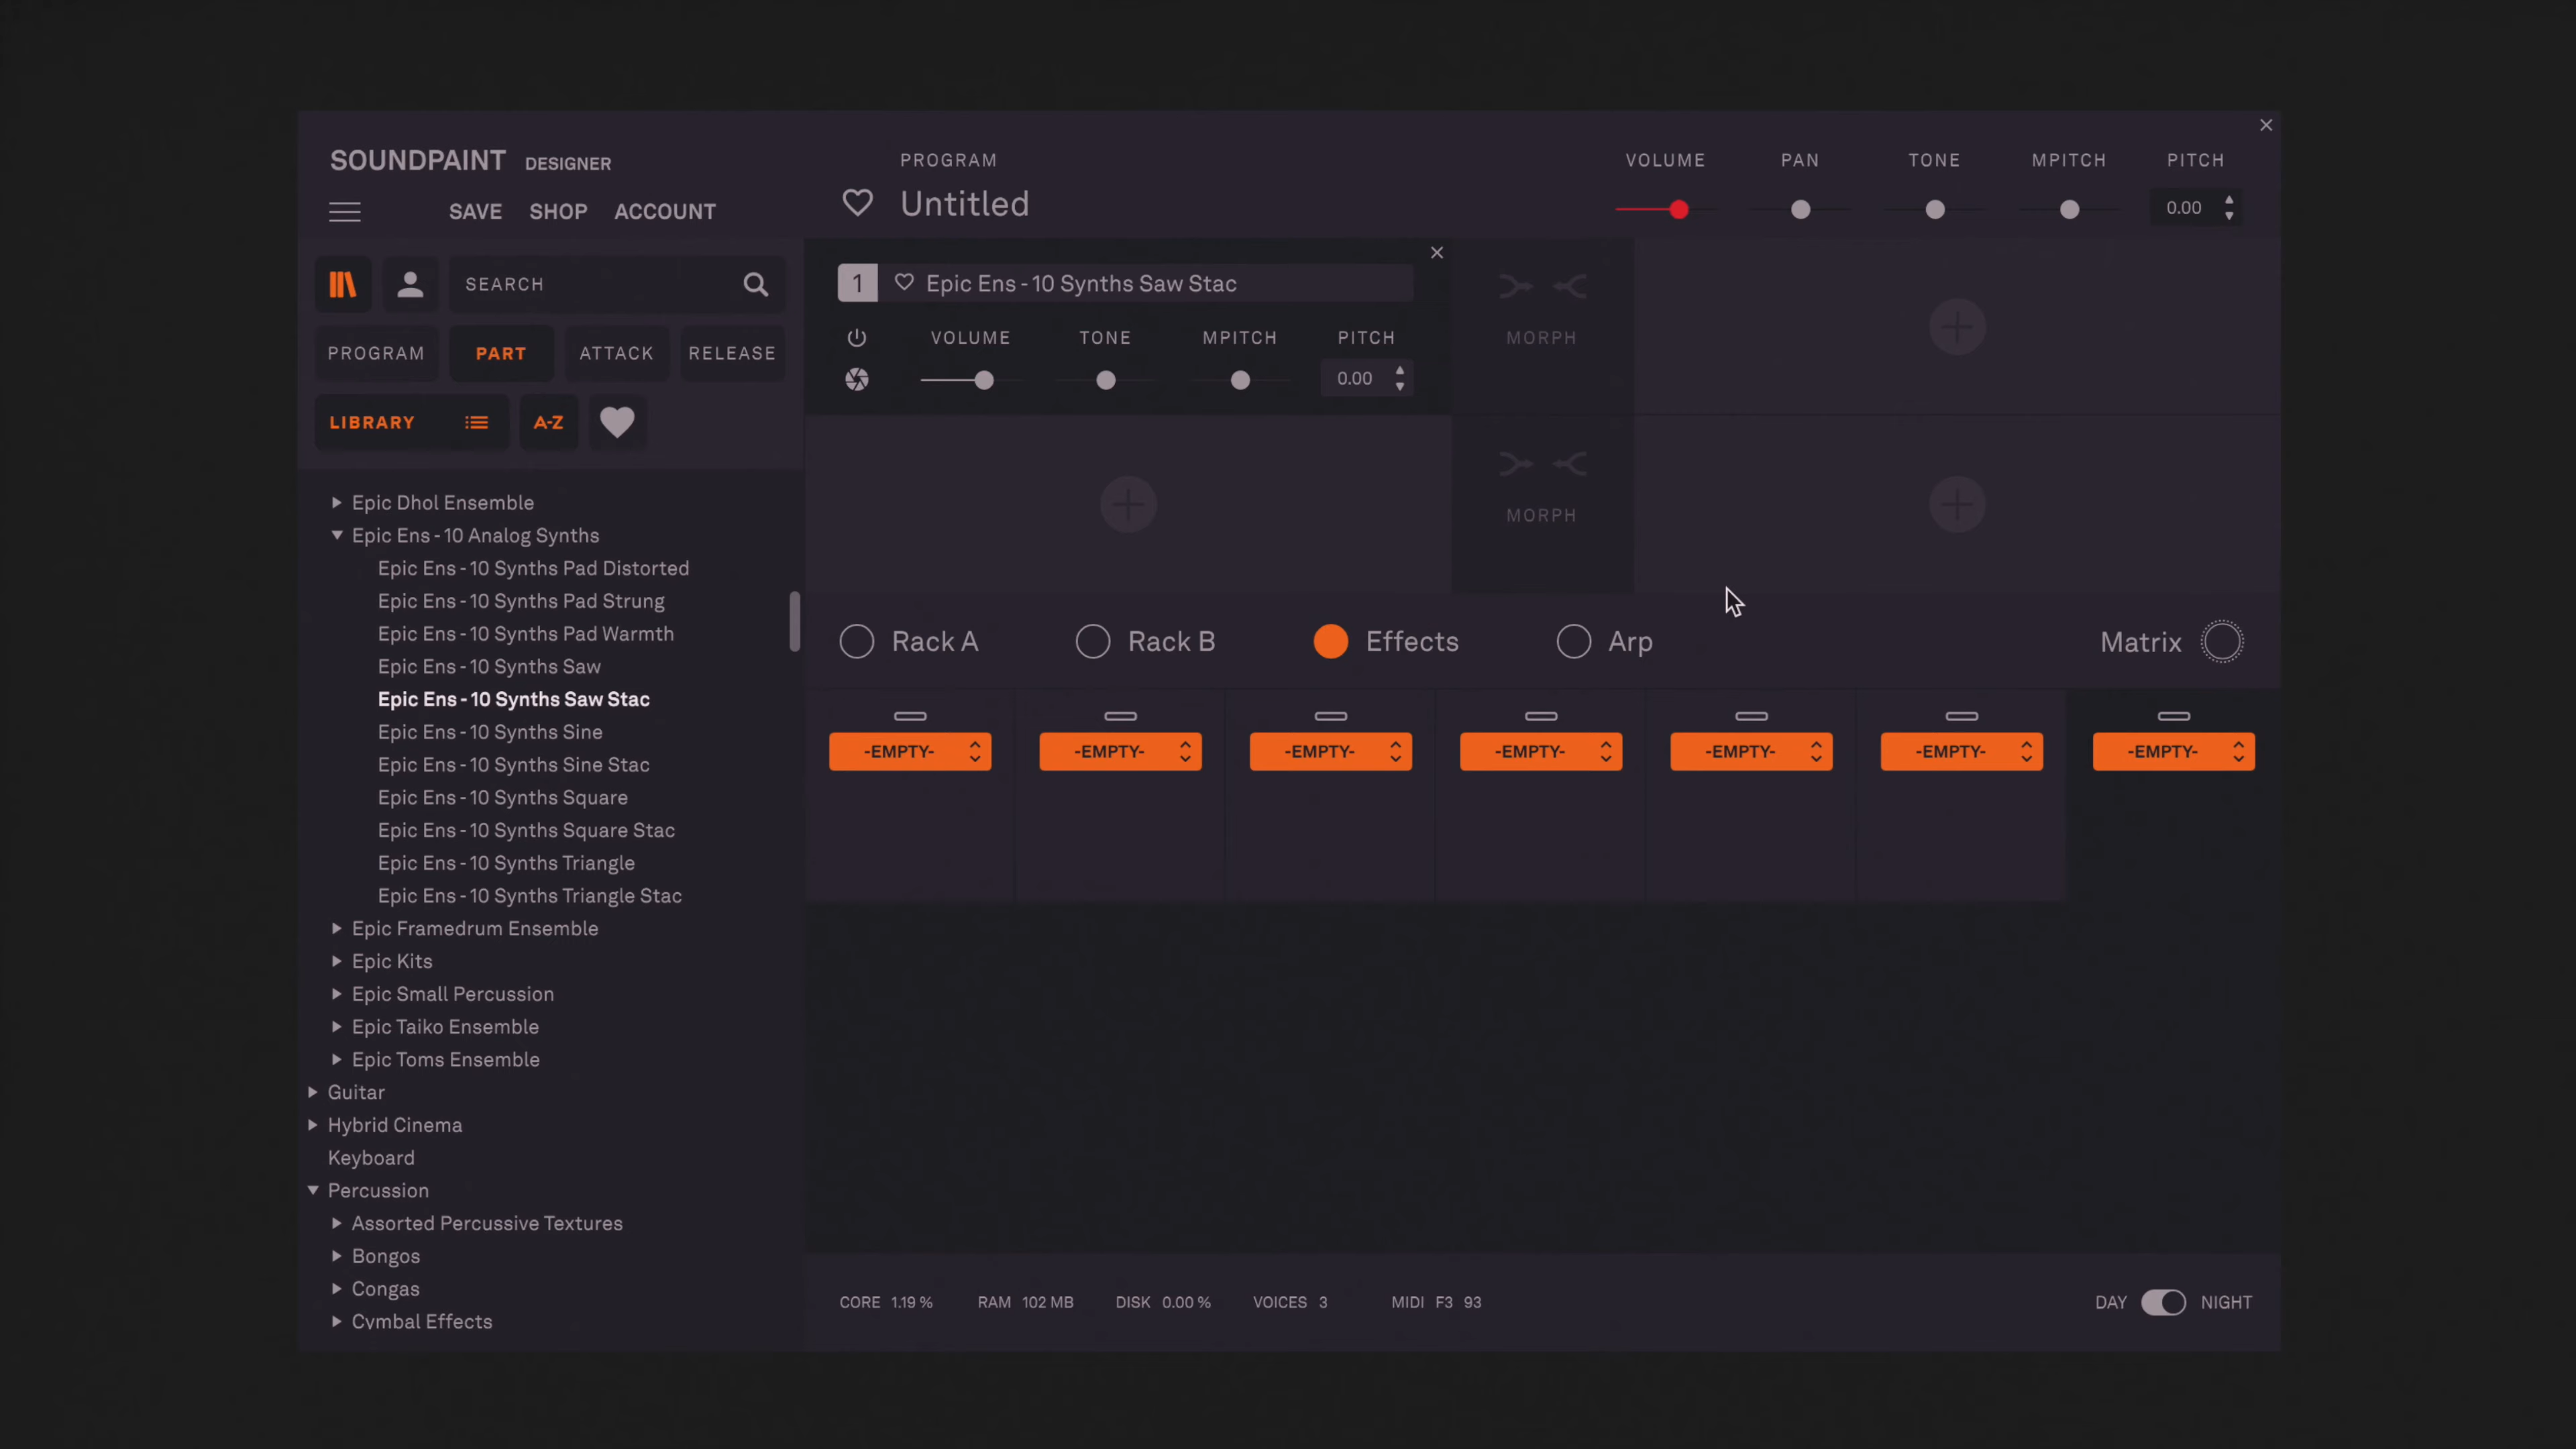 SOUNDPAINT DESIGNER
SAVE SHOP ACCOUNT
PROGRAM
Untitled
VOLUME PAN TONE MPITCH PITCH
0.00
SEARCH
PROGRAM PART ATTACK RELEASE
LIBRARY A-Z
1 Epic Ens - 10 Synths Saw Stac
VOLUME TONE MPITCH PITCH
0.00
MORPH
MORPH
Epic Dhol Ensemble
Epic Ens - 10 Analog Synths
Epic Ens - 10 Synths Pad Distorted
Epic Ens - 10 Synths Pad Strung
Epic Ens - 10 Synths Pad Warmth
Epic Ens - 10 Synths Saw
Epic Ens - 10 Synths Saw Stac
Epic Ens - 10 Synths Sine
Epic Ens - 10 Synths Sine Stac
Epic Ens - 10 Synths Square
Epic Ens - 10 Synths Square Stac
Epic Ens - 10 Synths Triangle
Epic Ens - 10 Synths Triangle Stac
Epic Framedrum Ensemble
Epic Kits
Epic Small Percussion
Epic Taiko Ensemble
Epic Toms Ensemble
Guitar
Hybrid Cinema
Keyboard
Percussion
Assorted Percussive Textures
Bongos
Congas
Cymbal Effects
Rack A Rack B Effects Arp Matrix
-EMPTY- -EMPTY- -EMPTY- -EMPTY- -EMPTY- -EMPTY- -EMPTY-
CORE 1.19 % RAM 102 MB DISK 0.00 % VOICES 3 MIDI F3 93
DAY NIGHT